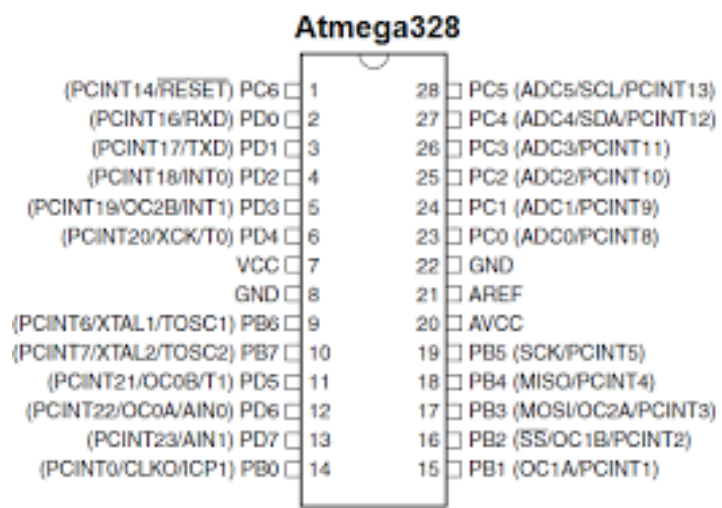 Atmega328
(PCINT14/RESET) PC6 1 28 PC5 (ADC5/SCL/PCINT13)
(PCINT16/RXD) PD0 2 27 PC4 (ADC4/SDA/PCINT12)
(PCINT17/TXD) PD1 3 26 PC3 (ADC3/PCINT11)
(PCINT18/INT0) PD2 4 25 PC2 (ADC2/PCINT10)
(PCINT19/OC2B/INT1) PD3 5 24 PC1 (ADC1/PCINT9)
(PCINT20/XCK/T0) PD4 6 23 PC0 (ADC0/PCINT8)
VCC 7 22 GND
GND 8 21 AREF
(PCINT6/XTAL1/TOSC1) PB6 9 20 AVCC
(PCINT7/XTAL2/TOSC2) PB7 10 19 PB5 (SCK/PCINT5)
(PCINT21/OC0B/T1) PD5 11 18 PB4 (MISO/PCINT4)
(PCINT22/OC0A/AIN0) PD6 12 17 PB3 (MOSI/OC2A/PCINT3)
(PCINT23/AIN1) PD7 13 16 PB2 (SS/OC1B/PCINT2)
(PCINT0/CLKO/ICP1) PB0 14 15 PB1 (OC1A/PCINT1)